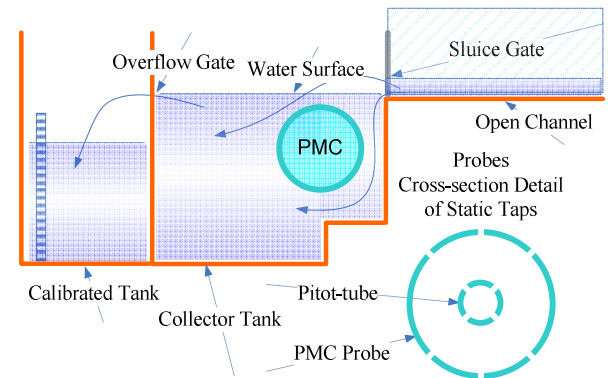 Overflow Gate
Water Surface
Sluice Gate
PMC
Open Channel
Probes
Cross-section Detail
of Static Taps
Calibrated Tank
Collector Tank
Pitot-tube
PMC Probe